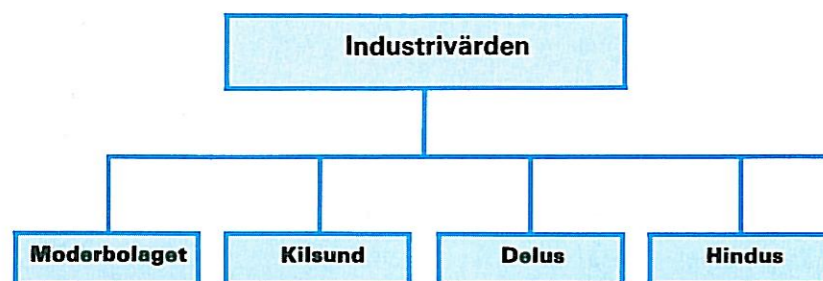 Industrivärden
Moderbolaget
Kilsund
Delus
Hindus